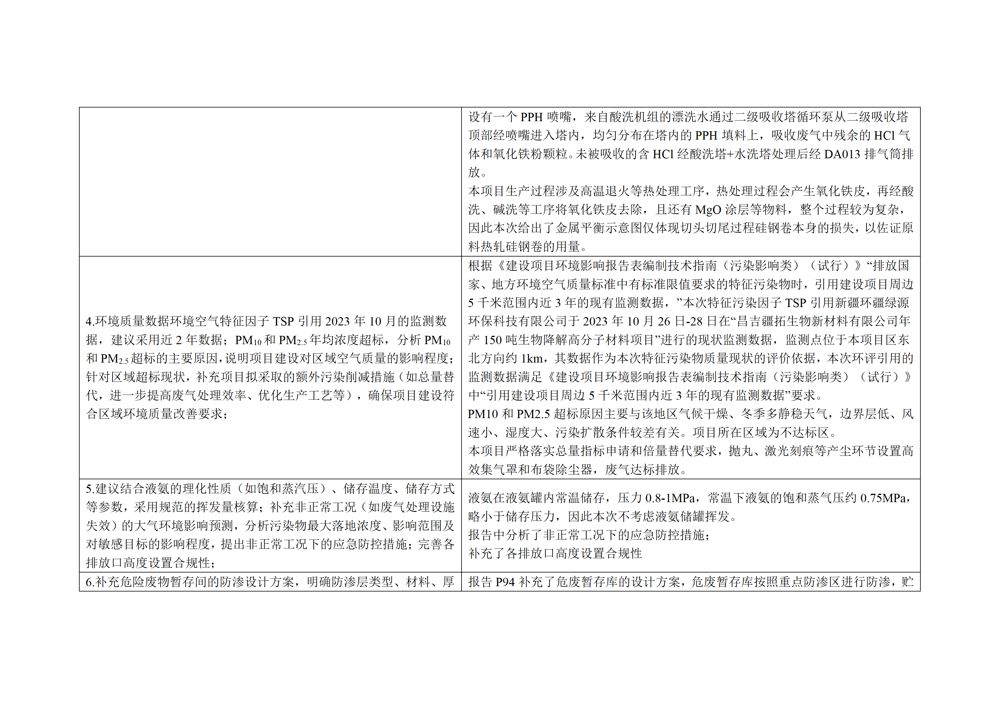 设有一个 PPH 喷嘴，来自酸洗机组的漂洗水通过二级吸收塔循环泵从二级吸收塔
顶部经喷嘴进入塔内，均匀分布在塔内的 PPH 填料上，吸收废气中残余的 HCl 气
体和氧化铁粉颗粒。未被吸收的含 HCl 经酸洗塔+水洗塔处理后经 DA013 排气筒排
放。
本项目生产过程涉及高温退火等热处理工序，热处理过程会产生氧化铁皮，再经酸
洗、碱洗等工序将氧化铁皮去除，且还有 MgO 涂层等物料，整个过程较为复杂，
因此本次给出了金属平衡示意图仅体现切头切尾过程硅钢卷本身的损失，以佐证原
料热轧硅钢卷的用量。
4.环境质量数据环境空气特征因子 TSP 引用 2023 年 10 月的监测数
据，建议采用近 2 年数据；PM10 和 PM2.5 年均浓度超标，分析 PM10
和 PM2.5 超标的主要原因，说明项目建设对区域空气质量的影响程度；
针对区域超标现状，补充项目拟采取的额外污染削减措施（如总量替
代，进一步提高废气处理效率、优化生产工艺等），确保项目建设符
合区域环境质量改善要求；
根据《建设项目环境影响报告表编制技术指南（污染影响类）（试行）》“排放国
家、地方环境空气质量标准中有标准限值要求的特征污染物时，引用建设项目周边
5 千米范围内近 3 年的现有监测数据，”本次特征污染因子 TSP 引用新疆环疆绿源
环保科技有限公司于 2023 年 10 月 26 日-28 日在“昌吉疆拓生物新材料有限公司年
产 150 吨生物降解高分子材料项目”进行的现状监测数据，监测点位于本项目区东
北方向约 1km，其数据作为本次特征污染物质量现状的评价依据，本次环评引用的
监测数据满足《建设项目环境影响报告表编制技术指南（污染影响类）（试行）》
中“引用建设项目周边 5 千米范围内近 3 年的现有监测数据”要求。
PM10 和 PM2.5 超标原因主要与该地区气候干燥、冬季多静稳天气，边界层低、风
速小、湿度大、污染扩散条件较差有关。项目所在区域为不达标区。
本项目严格落实总量指标申请和倍量替代要求，抛丸、激光刻痕等产尘环节设置高
效集气罩和布袋除尘器，废气达标排放。
5.建议结合液氨的理化性质（如饱和蒸汽压）、储存温度、储存方式
等参数，采用规范的挥发量核算；补充非正常工况（如废气处理设施
失效）的大气环境影响预测，分析污染物最大落地浓度、影响范围及
对敏感目标的影响程度，提出非正常工况下的应急防控措施；完善各
排放口高度设置合规性；
液氨在液氨罐内常温储存，压力 0.8-1MPa，常温下液氨的饱和蒸气压约 0.75MPa，
略小于储存压力，因此本次不考虑液氨储罐挥发。
报告中分析了非正常工况下的应急防控措施；
补充了各排放口高度设置合规性
6.补充危险废物暂存间的防渗设计方案，明确防渗层类型、材料、厚
报告 P94 补充了危废暂存库的设计方案，危废暂存库按照重点防渗区进行防渗，贮